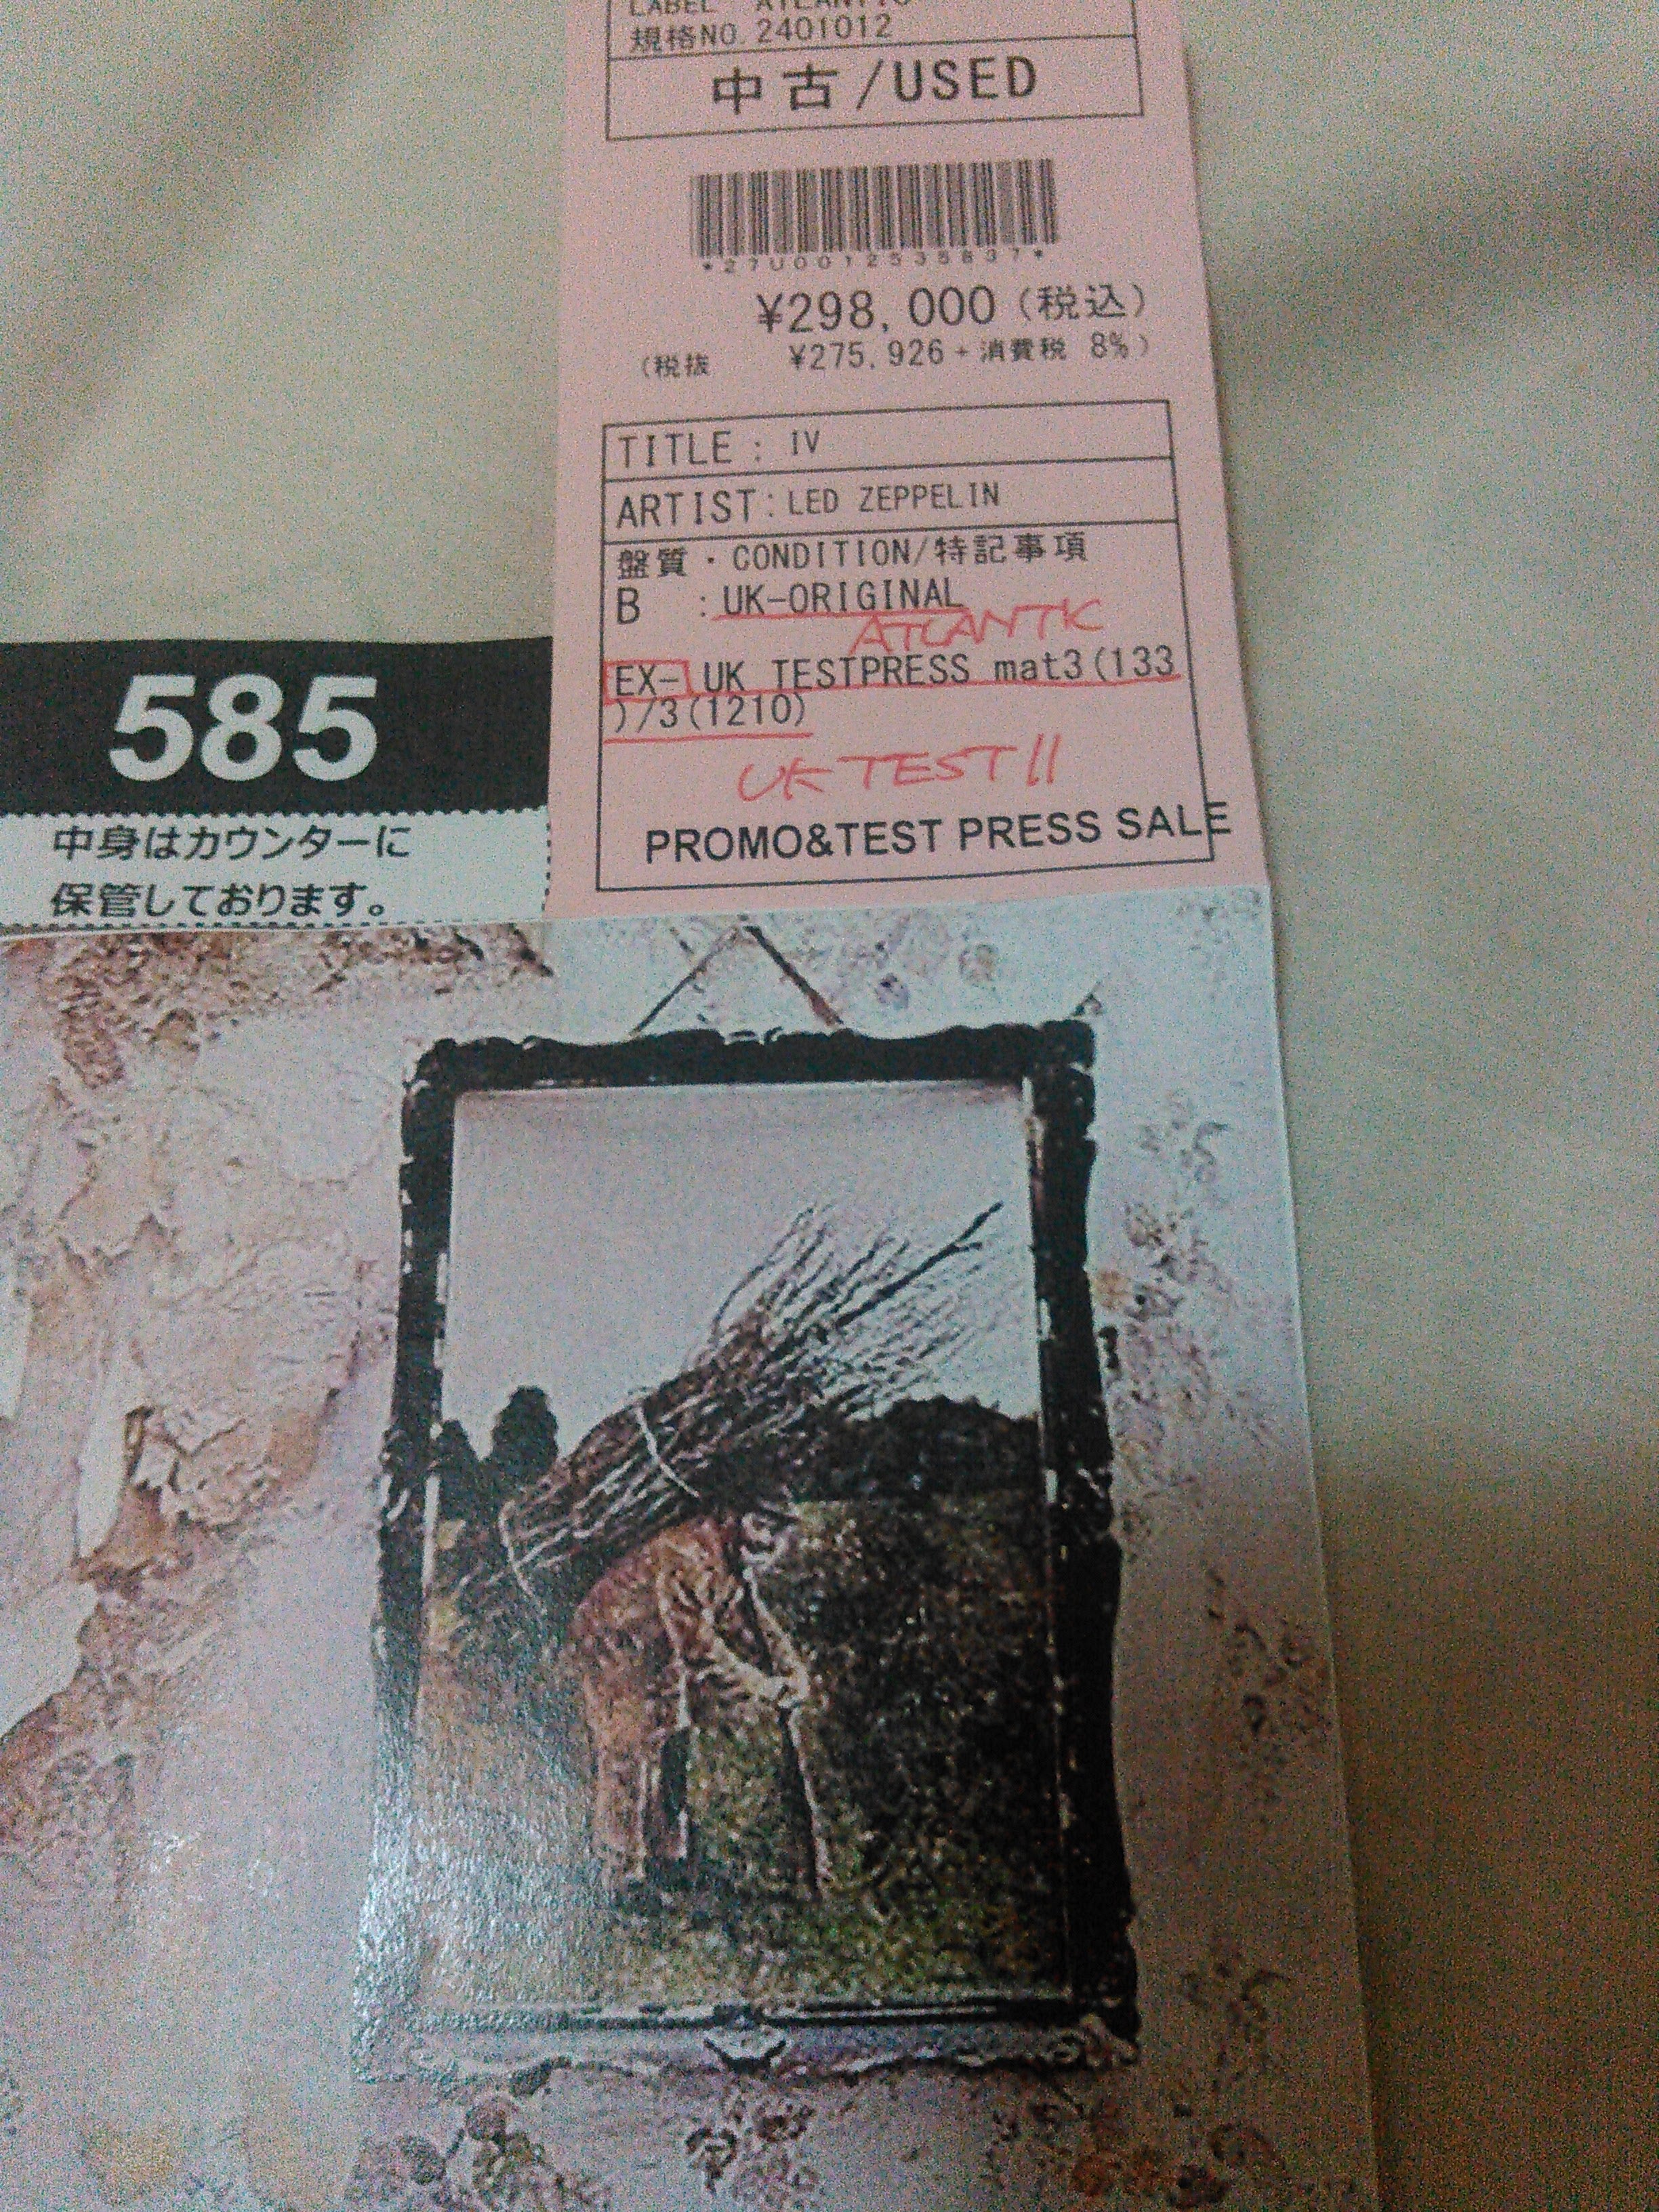 LABEL ATLANTIC
規格NO. 2401012
中古/USED
*27U0012535837*
¥298,000 (税込)
(税抜 ¥275,926 + 消費税 8%)
TITLE : IV
ARTIST: LED ZEPPELIN
盤質・CONDITION/特記事項
B : UK-ORIGINAL
ATLANTIC
EX- UK TESTPRESS mat3(133
)/3(1210)
UK TEST!!
PROMO&TEST PRESS SALE
585
中身はカウンターに
保管しております。